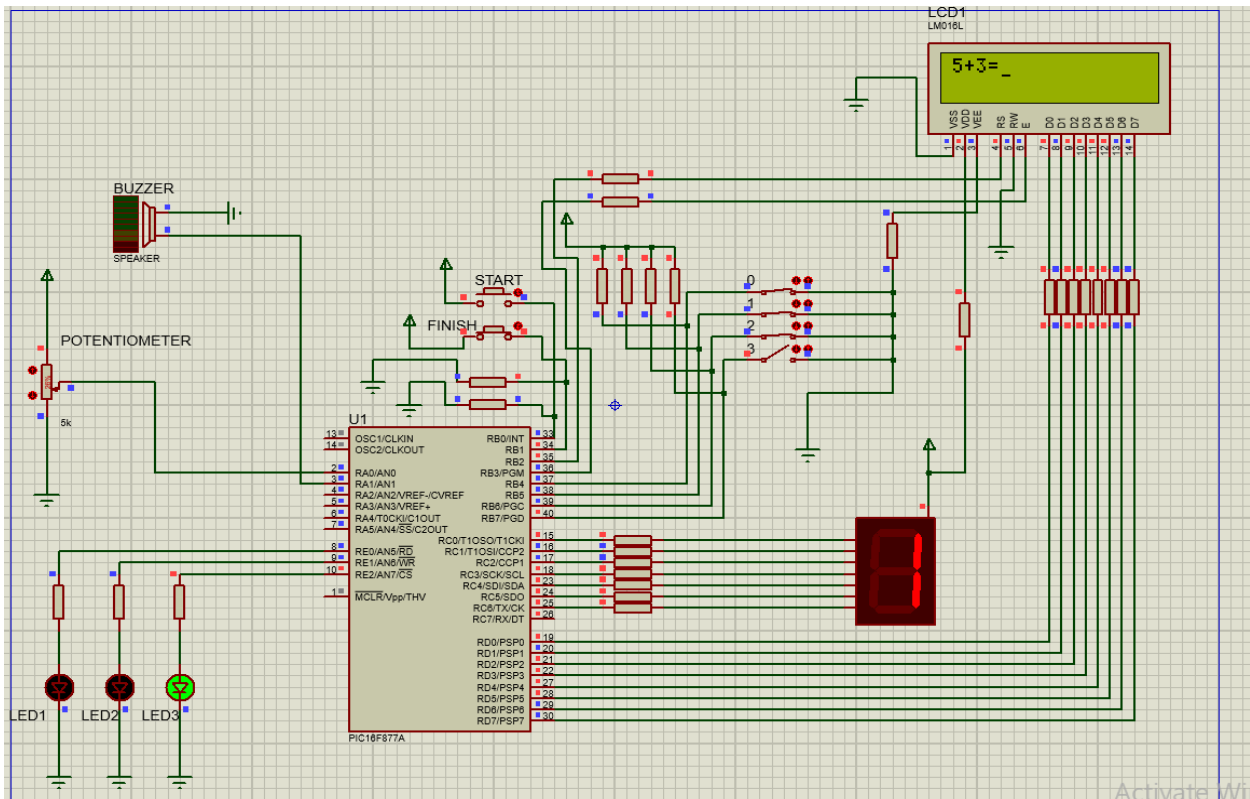 LCD1
LM016L
5+3=_
VSS
VDD
VEE
RS
RW
E
D0
D1
D2
D3
D4
D5
D6
D7
1
2
3
4
5
6
7
8
9
10
11
12
13
14
BUZZER
SPEAKER
START
FINISH
0
1
2
3
POTENTIOMETER
5k
U1
13 OSC1/CLKIN
14 OSC2/CLKOUT
2 RA0/AN0
3 RA1/AN1
4 RA2/AN2/VREF-/CVREF
5 RA3/AN3/VREF+
6 RA4/T0CKI/C1OUT
7 RA5/AN4/SS/C2OUT
8 RE0/AN5/RD
9 RE1/AN6/WR
10 RE2/AN7/CS
1 MCLR/Vpp/THV
RB0/INT 33
RB1 34
RB2 35
RB3/PGM 36
RB4 37
RB5 38
RB6/PGC 39
RB7/PGD 40
RC0/T1OSO/T1CKI 15
RC1/T1OSI/CCP2 16
RC2/CCP1 17
RC3/SCK/SCL 18
RC4/SDI/SDA 23
RC5/SDO 24
RC6/TX/CK 25
RC7/RX/DT 26
RD0/PSP0 19
RD1/PSP1 20
RD2/PSP2 21
RD3/PSP3 22
RD4/PSP4 27
RD5/PSP5 28
RD6/PSP6 29
RD7/PSP7 30
PIC16F877A
1
LED1
LED2
LED3
Activate Wi